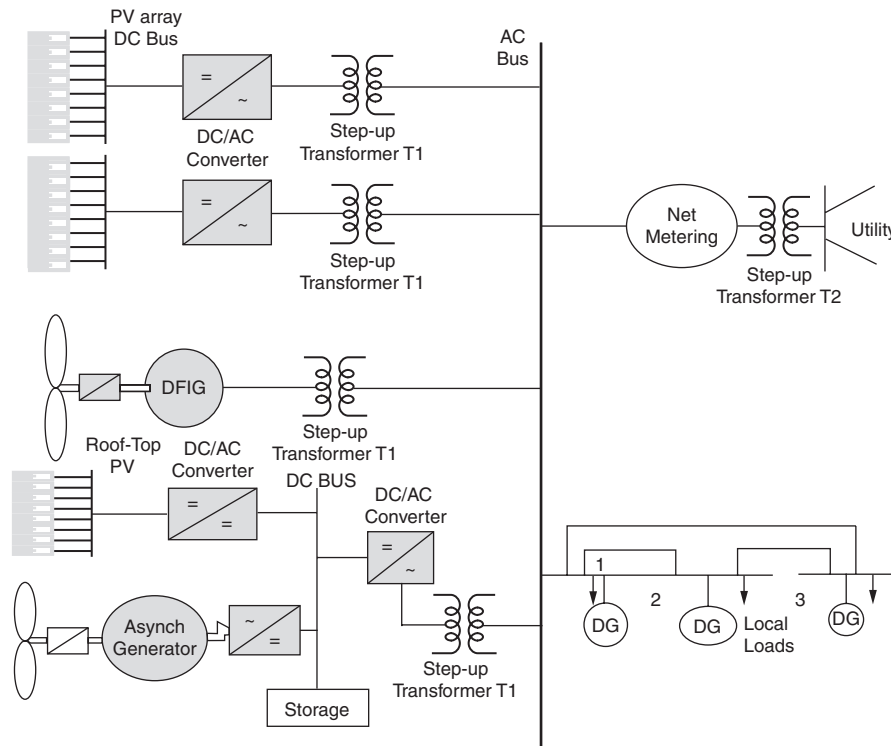 PV array
DC Bus
=
~
DC/AC
Converter
Step-up
Transformer T1
AC
Bus
=
~
Step-up
Transformer T1
Net
Metering
Utility
Step-up
Transformer T2
DFIG
Step-up
Transformer T1
Roof-Top
PV
DC/AC
Converter
=
=
DC BUS
DC/AC
Converter
=
~
Asynch
Generator
~
=
Storage
Step-up
Transformer T1
1
2
3
DG
DG
DG
Local
Loads